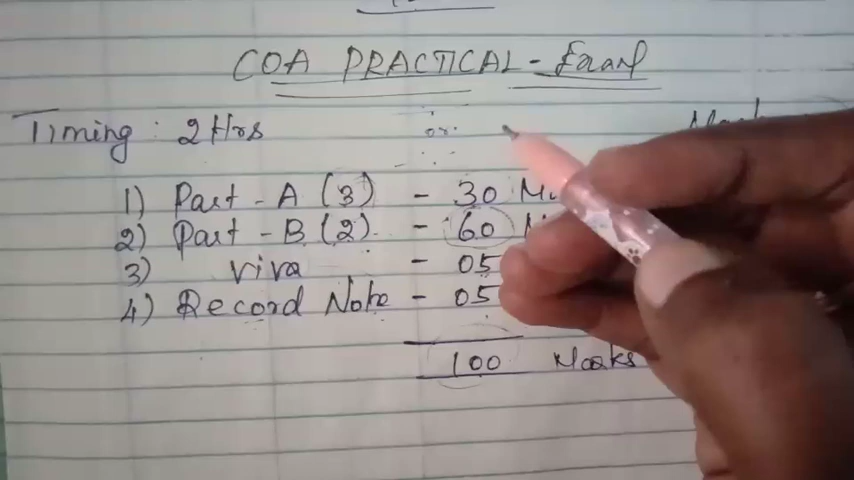 COA PRACTICAL - Exam
Timing : 2 Hrs
1) Part - A (3) - 30
2) Part - B (2) - 60
3) Viva - 05
4) Record Note - 05
100 Marks